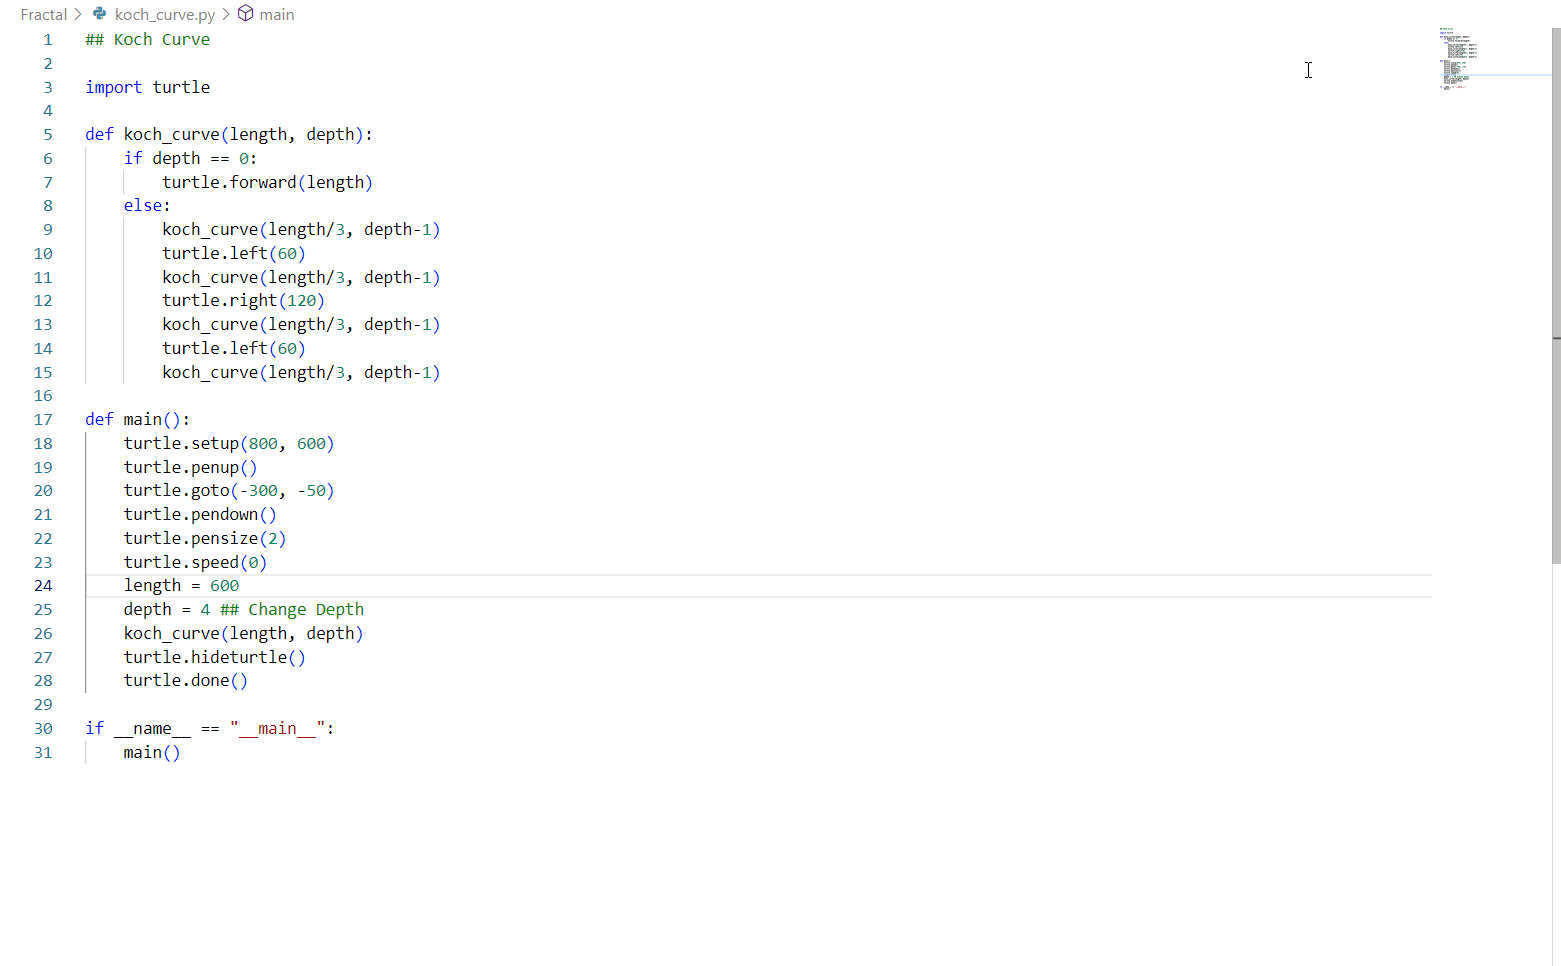 Fractal > koch_curve.py > main
1 ## Koch Curve
2
3 import turtle
4
5 def koch_curve(length, depth):
6     if depth == 0:
7         turtle.forward(length)
8     else:
9         koch_curve(length/3, depth-1)
10         turtle.left(60)
11         koch_curve(length/3, depth-1)
12         turtle.right(120)
13         koch_curve(length/3, depth-1)
14         turtle.left(60)
15         koch_curve(length/3, depth-1)
16
17 def main():
18     turtle.setup(800, 600)
19     turtle.penup()
20     turtle.goto(-300, -50)
21     turtle.pendown()
22     turtle.pensize(2)
23     turtle.speed(0)
24     length = 600
25     depth = 4 ## Change Depth
26     koch_curve(length, depth)
27     turtle.hideturtle()
28     turtle.done()
29
30 if __name__ == "__main__":
31     main()